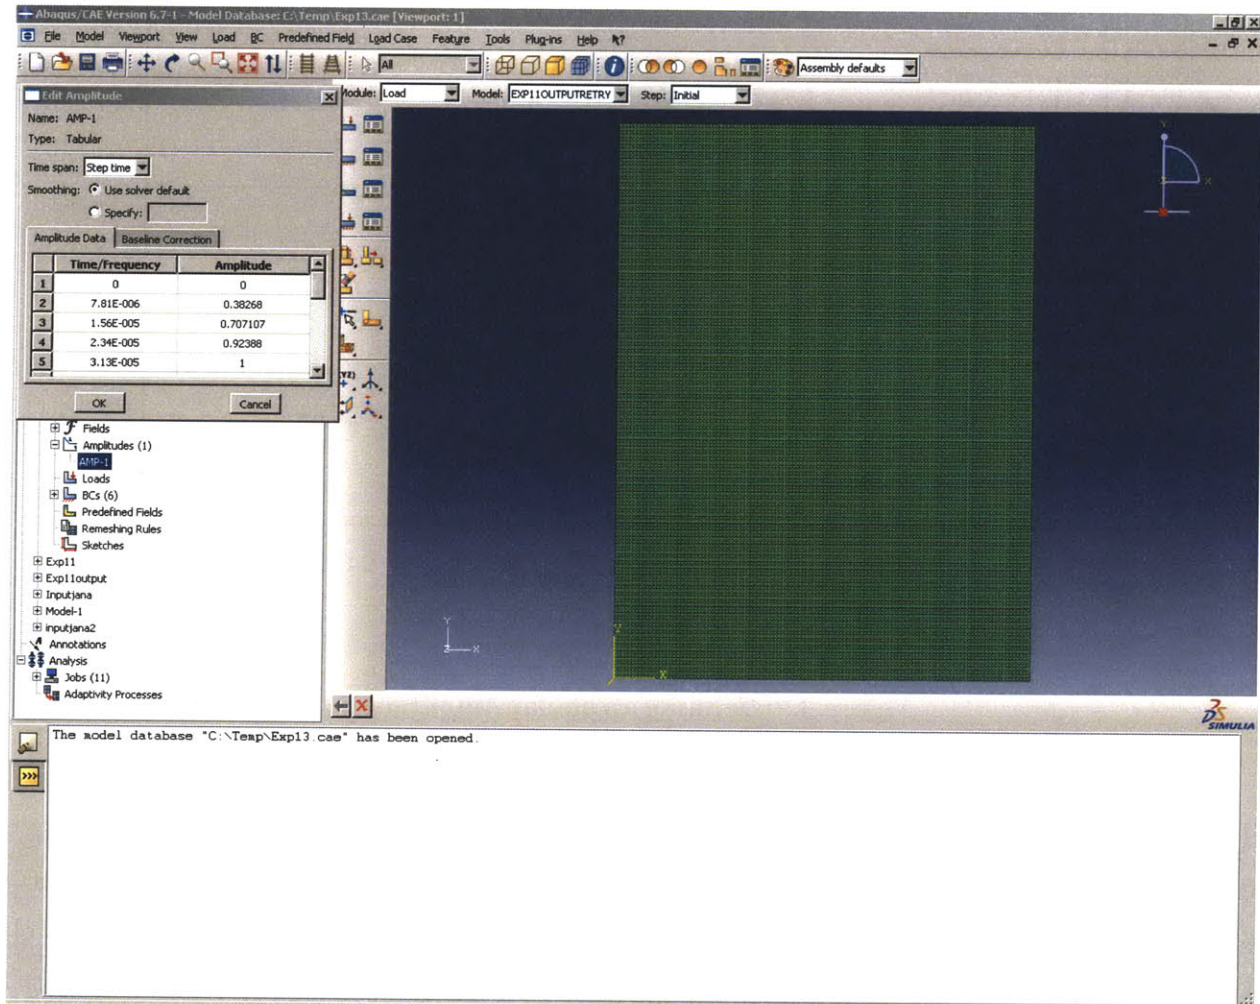 Abaqus/CAE Version 6.7-1 - Model Database: C:\Temp\Exp13.cae [Viewport: 1]
File Model Viewport View Load BC Predefined Field Load Case Feature Tools Plug-ins Help
All
Assembly defaults
Edit Amplitude
Module: Load Model: EXP11OUTPUTRETRY Step: Initial
Name: AMP-1
Type: Tabular
Time span: Step time
Smoothing: Use solver default
Specify:
Amplitude Data Baseline Correction
Time/Frequency Amplitude
1 0 0
2 7.81E-006 0.38268
3 1.56E-005 0.707107
4 2.34E-005 0.92388
5 3.13E-005 1
OK Cancel
Fields
Amplitudes (1)
AMP-1
Loads
BCs (6)
Predefined Fields
Remeshing Rules
Sketches
Exp11
Exp11output
Inputjana
Model-1
inputjana2
Annotations
Analysis
Jobs (11)
Adaptivity Processes
Y
Z X
Y
X
Y
X
SIMULIA
The model database "C:\Temp\Exp13.cae" has been opened.
>>>